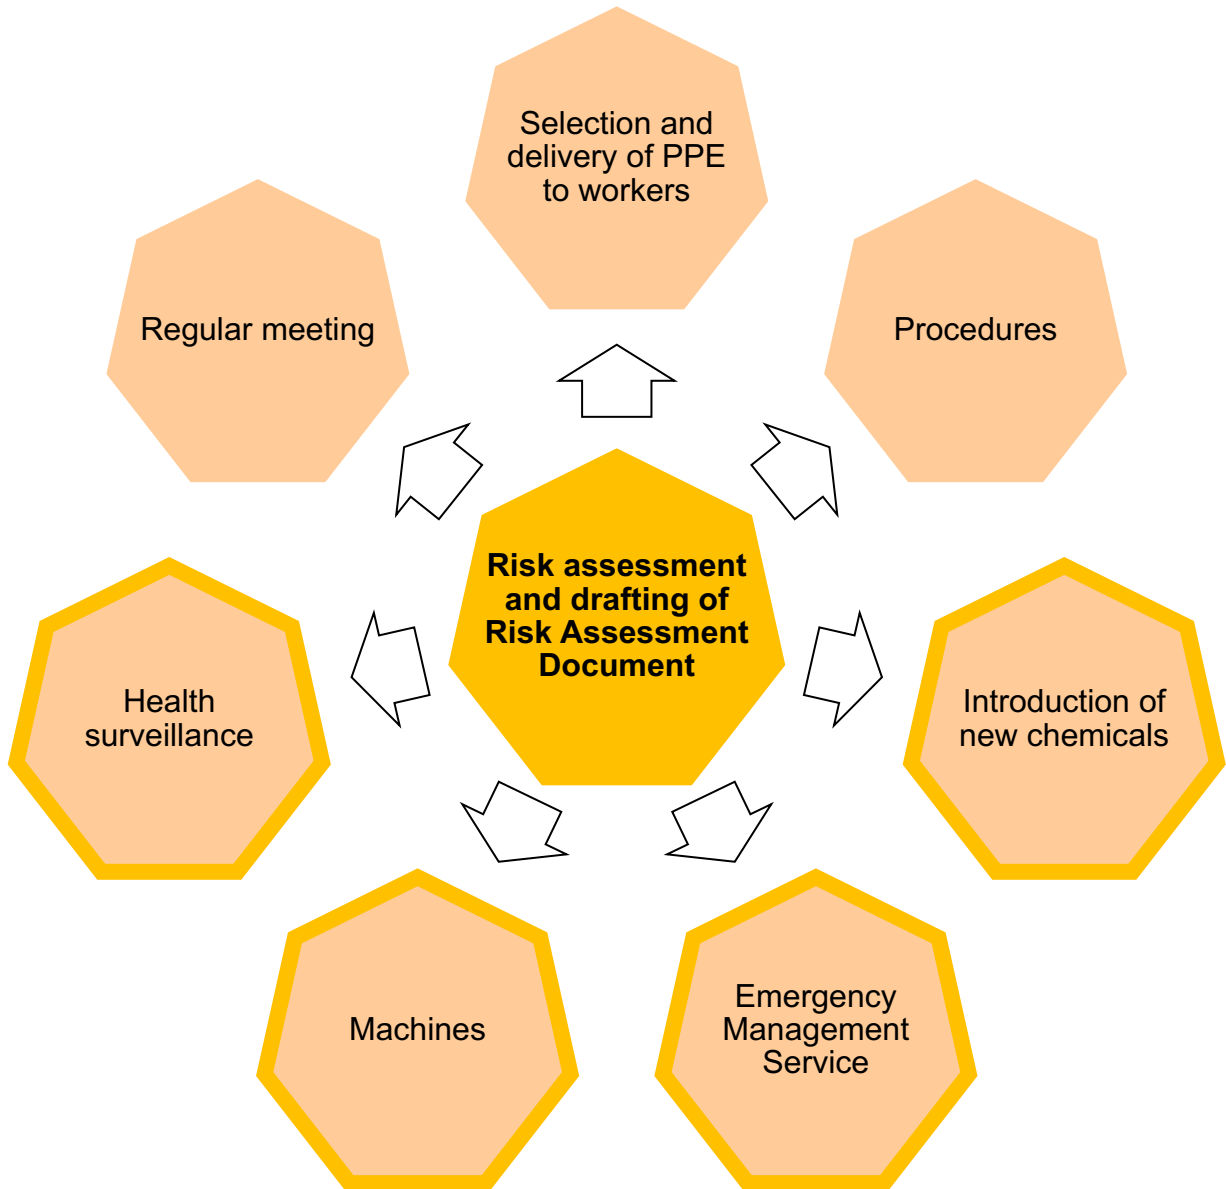 Selection and
delivery of PPE
to workers
Regular meeting
Procedures
Risk assessment
and drafting of
Risk Assessment
Document
Health
surveillance
Introduction of
new chemicals
Machines
Emergency
Management
Service